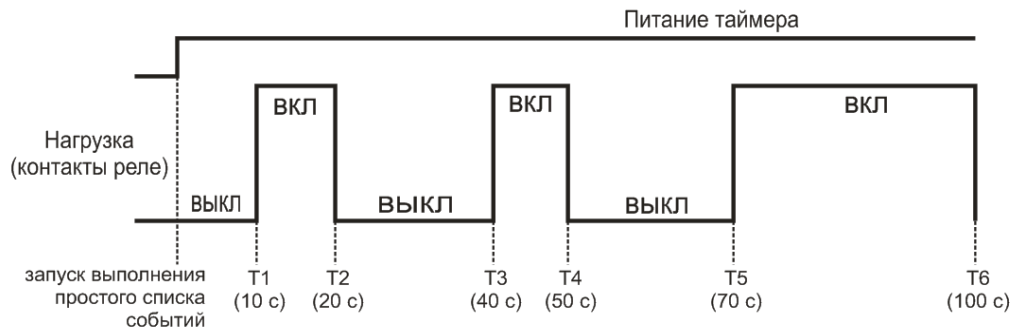 Питание таймера
ВКЛ ВКЛ ВКЛ
Нагрузка
(контакты реле)
ВЫКЛ ВЫКЛ ВЫКЛ
запуск выполнения
простого списка
событий
T1 T2 T3 T4 T5 T6
(10 с) (20 с) (40 с) (50 с) (70 с) (100 с)